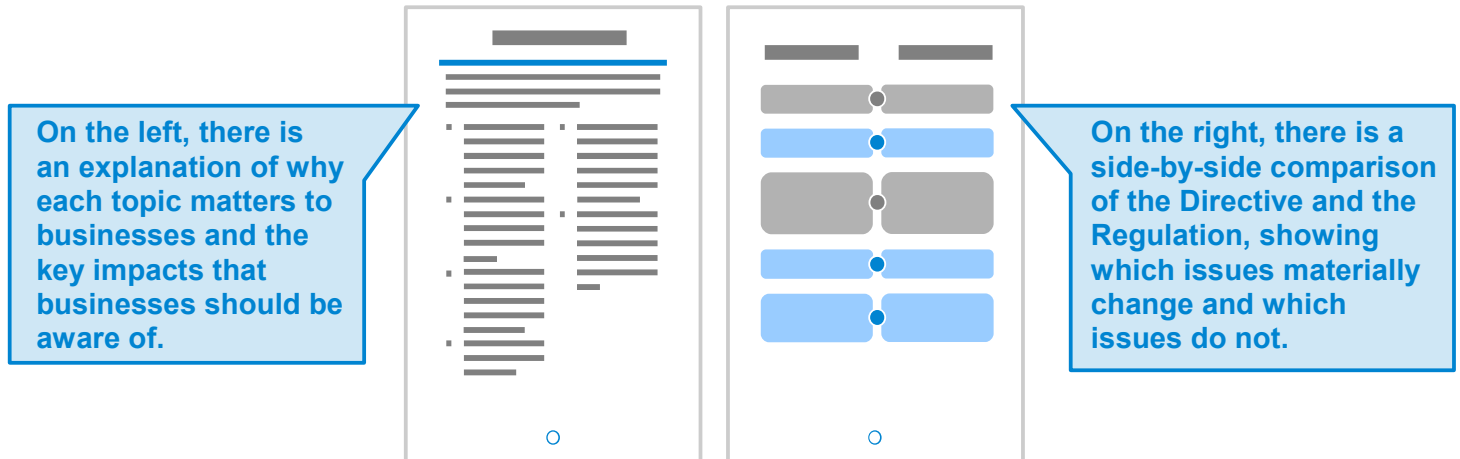 On the left, there is
an explanation of why
each topic matters to
businesses and the
key impacts that
businesses should be
aware of.
On the right, there is a
side-by-side comparison
of the Directive and the
Regulation, showing
which issues materially
change and which
issues do not.